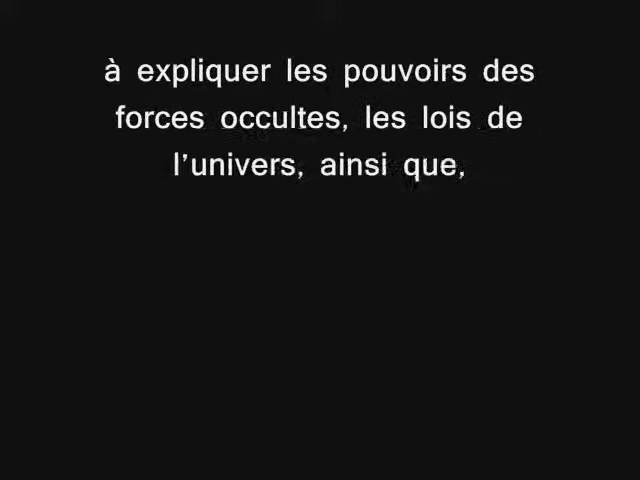 à expliquer les pouvoirs des
forces occultes, les lois de
l'univers, ainsi que,